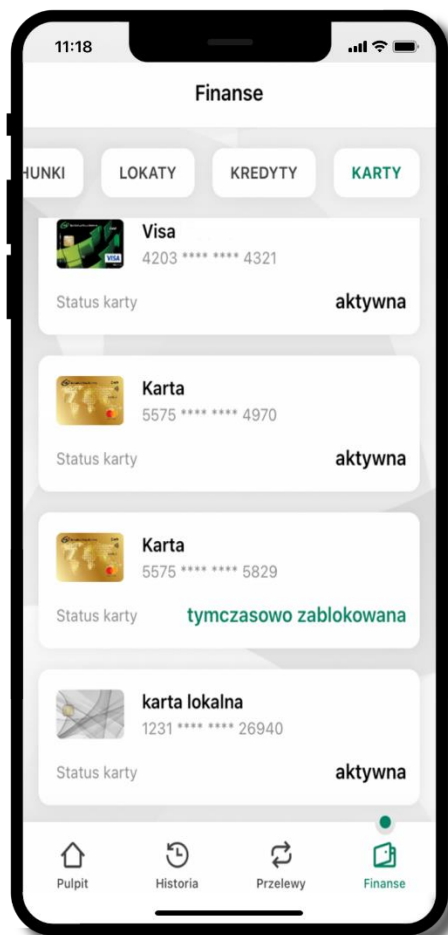 11:18
Finanse
HUNKI LOKATY KREDYTY KARTY
Visa
4203 **** **** 4321
VISA
Status karty aktywna
Karta
5575 **** **** 4970
Status karty aktywna
Karta
5575 **** **** 5829
Status karty tymczasowo zablokowana
karta lokalna
1231 **** **** 26940
Status karty aktywna
Pulpit Historia Przelewy Finanse